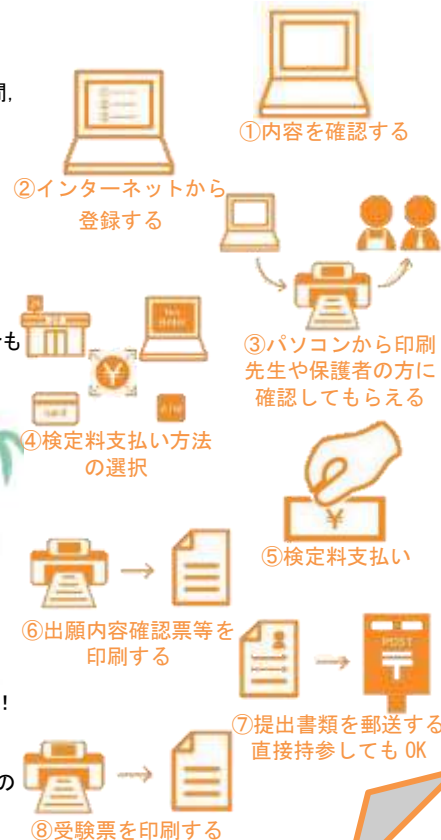 間,
①内容を確認する
②インターネットから
登録する
③パソコンから印刷
先生や保護者の方に
確認してもらえる
も
④検定料支払い方法
の選択
¥
¥
⑤検定料支払い
⑥出願内容確認票等を
印刷する
POST
〒
⑦提出書類を郵送する
直接持参しても OK
!
の
⑧受験票を印刷する